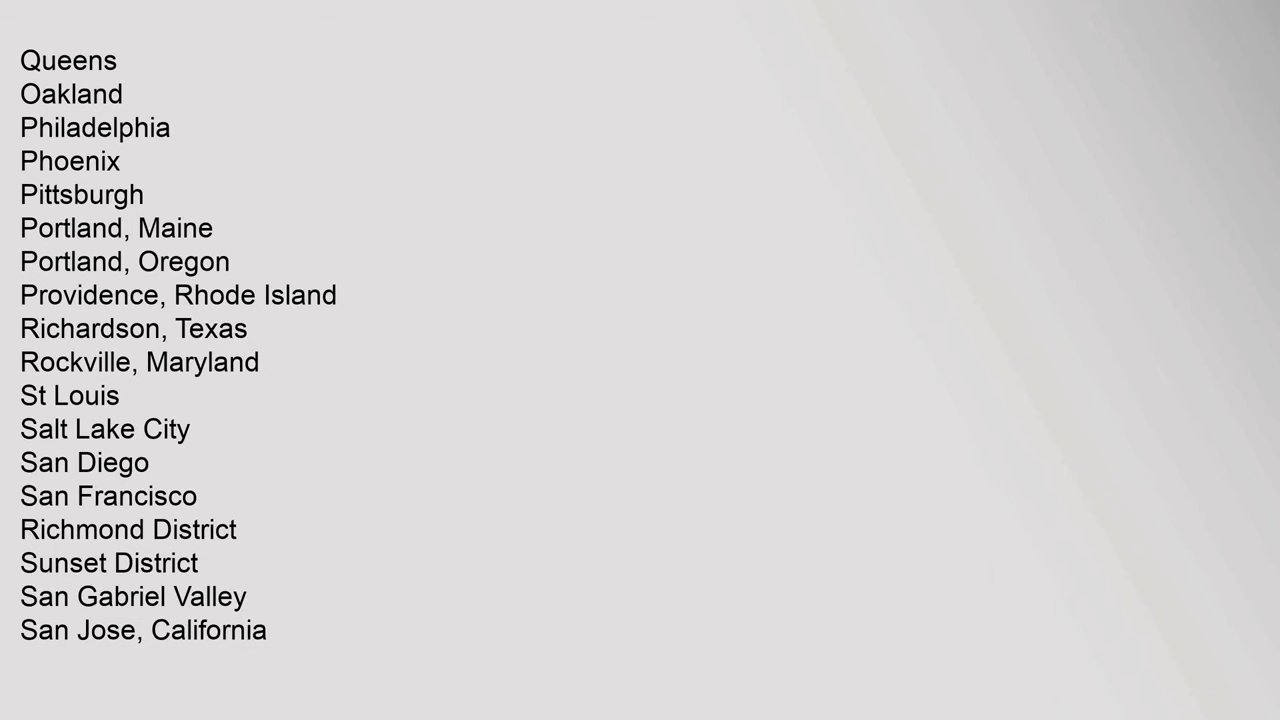 Queens
Oakland
Philadelphia
Phoenix
Pittsburgh
Portland, Maine
Portland, Oregon
Providence, Rhode Island
Richardson, Texas
Rockville, Maryland
St Louis
Salt Lake City
San Diego
San Francisco
Richmond District
Sunset District
San Gabriel Valley
San Jose, California